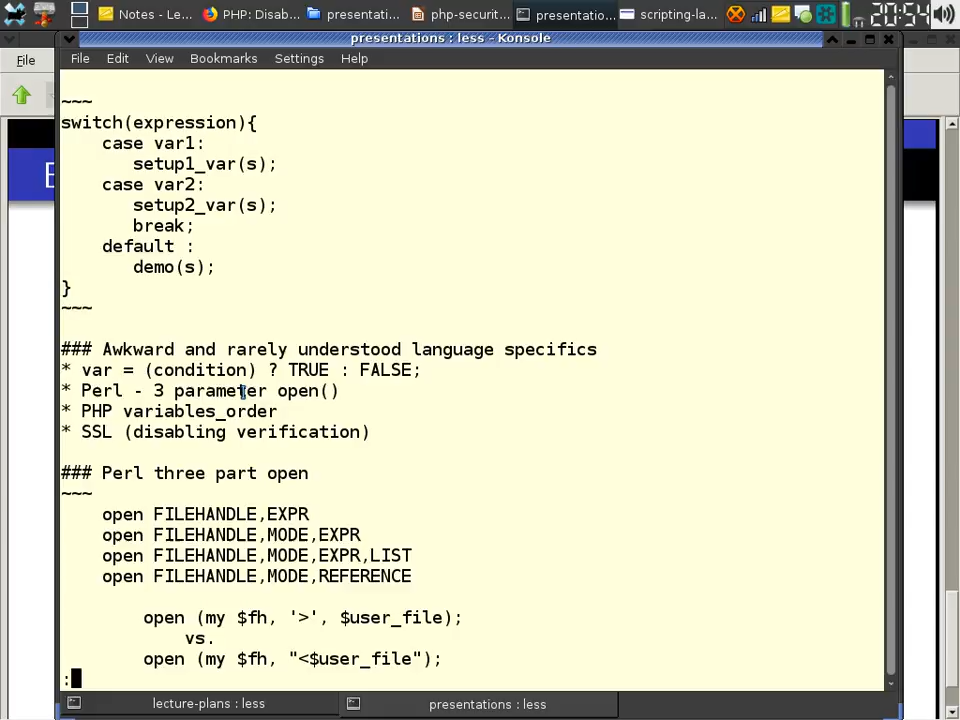 Notes - Le...
PHP: Disab...
presentati...
php-securit...
presentatio...
scripting-la...
20:54
presentations : less - Konsole
File
File Edit View Bookmarks Settings Help
~~~
switch(expression){
    case var1:
       setup1_var(s);
    case var2:
       setup2_var(s);
       break;
    default :
       demo(s);
}
~~~
### Awkward and rarely understood language specifics
* var = (condition) ? TRUE : FALSE;
* Perl - 3 parameter open()
* PHP variables_order
* SSL (disabling verification)
### Perl three part open
~~~
    open FILEHANDLE,EXPR
    open FILEHANDLE,MODE,EXPR
    open FILEHANDLE,MODE,EXPR,LIST
    open FILEHANDLE,MODE,REFERENCE
        open (my $fh, '>', $user_file);
            vs.
        open (my $fh, "<$user_file");
:
lecture-plans : less
presentations : less